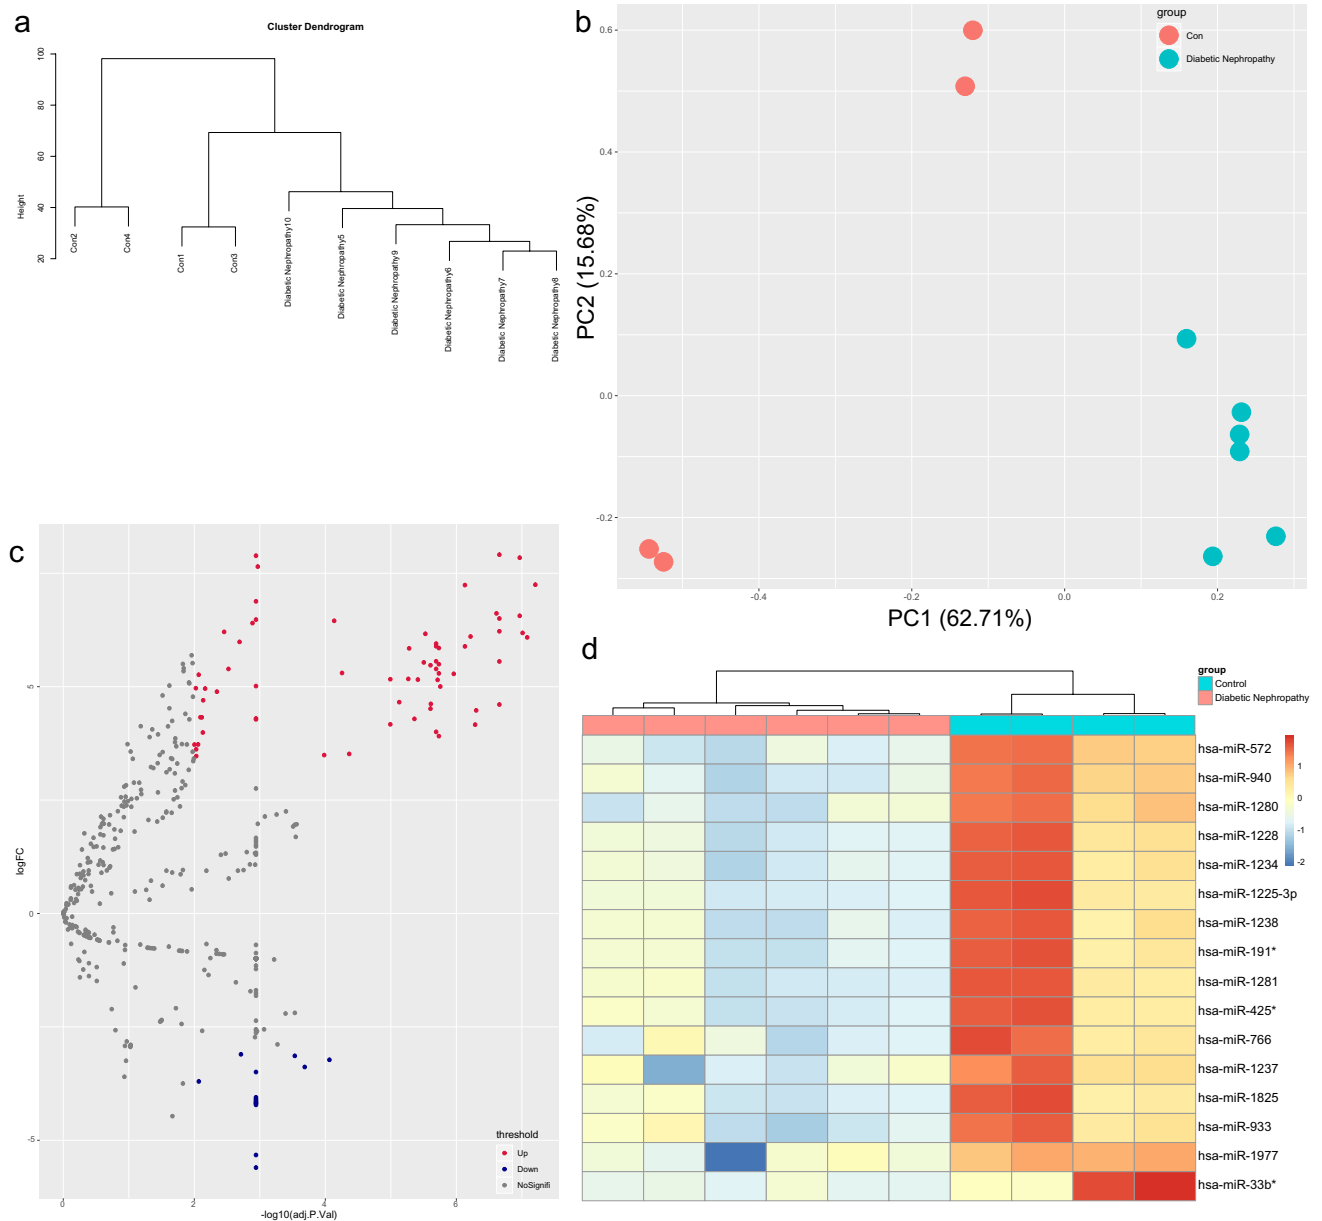 a
Cluster Dendrogram
Height
100
80
60
40
20
Con2
Con4
Con1
Con3
Diabetic Nephropathy10
Diabetic Nephropathy5
Diabetic Nephropathy9
Diabetic Nephropathy6
Diabetic Nephropathy7
Diabetic Nephropathy8
b
group
Con
Diabetic Nephropathy
PC2 (15.68%)
0.6
0.4
0.2
0.0
-0.2
-0.4
-0.2
0.0
0.2
PC1 (62.71%)
c
logFC
5
0
-5
0
2
4
6
-log10(adj.P.Val)
threshold
Up
Down
NoSignifi
d
group
Control
Diabetic Nephropathy
1
0
-1
-2
hsa-miR-572
hsa-miR-940
hsa-miR-1280
hsa-miR-1228
hsa-miR-1234
hsa-miR-1225-3p
hsa-miR-1238
hsa-miR-191*
hsa-miR-1281
hsa-miR-425*
hsa-miR-766
hsa-miR-1237
hsa-miR-1825
hsa-miR-933
hsa-miR-1977
hsa-miR-33b*